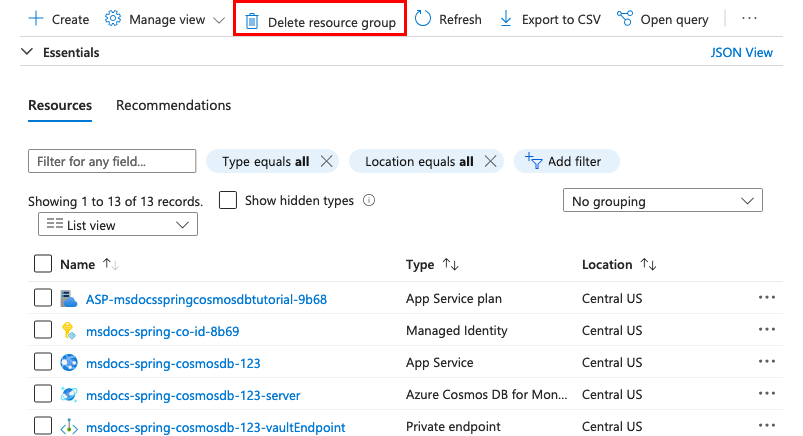 Create Manage view Delete resource group Refresh Export to CSV Open query ...
Essentials JSON View
Resources Recommendations
Filter for any field... Type equals all Location equals all Add filter
Showing 1 to 13 of 13 records. Show hidden types No grouping
List view
Name Type Location
ASP-msdocsspringcosmosdbtutorial-9b68 App Service plan Central US ...
msdocs-spring-co-id-8b69 Managed Identity Central US ...
msdocs-spring-cosmosdb-123 App Service Central US ...
msdocs-spring-cosmosdb-123-server Azure Cosmos DB for Mon... Central US ...
msdocs-spring-cosmosdb-123-vaultEndpoint Private endpoint Central US ...